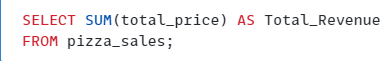 SELECT SUM(total_price) AS Total_Revenue
FROM pizza_sales;